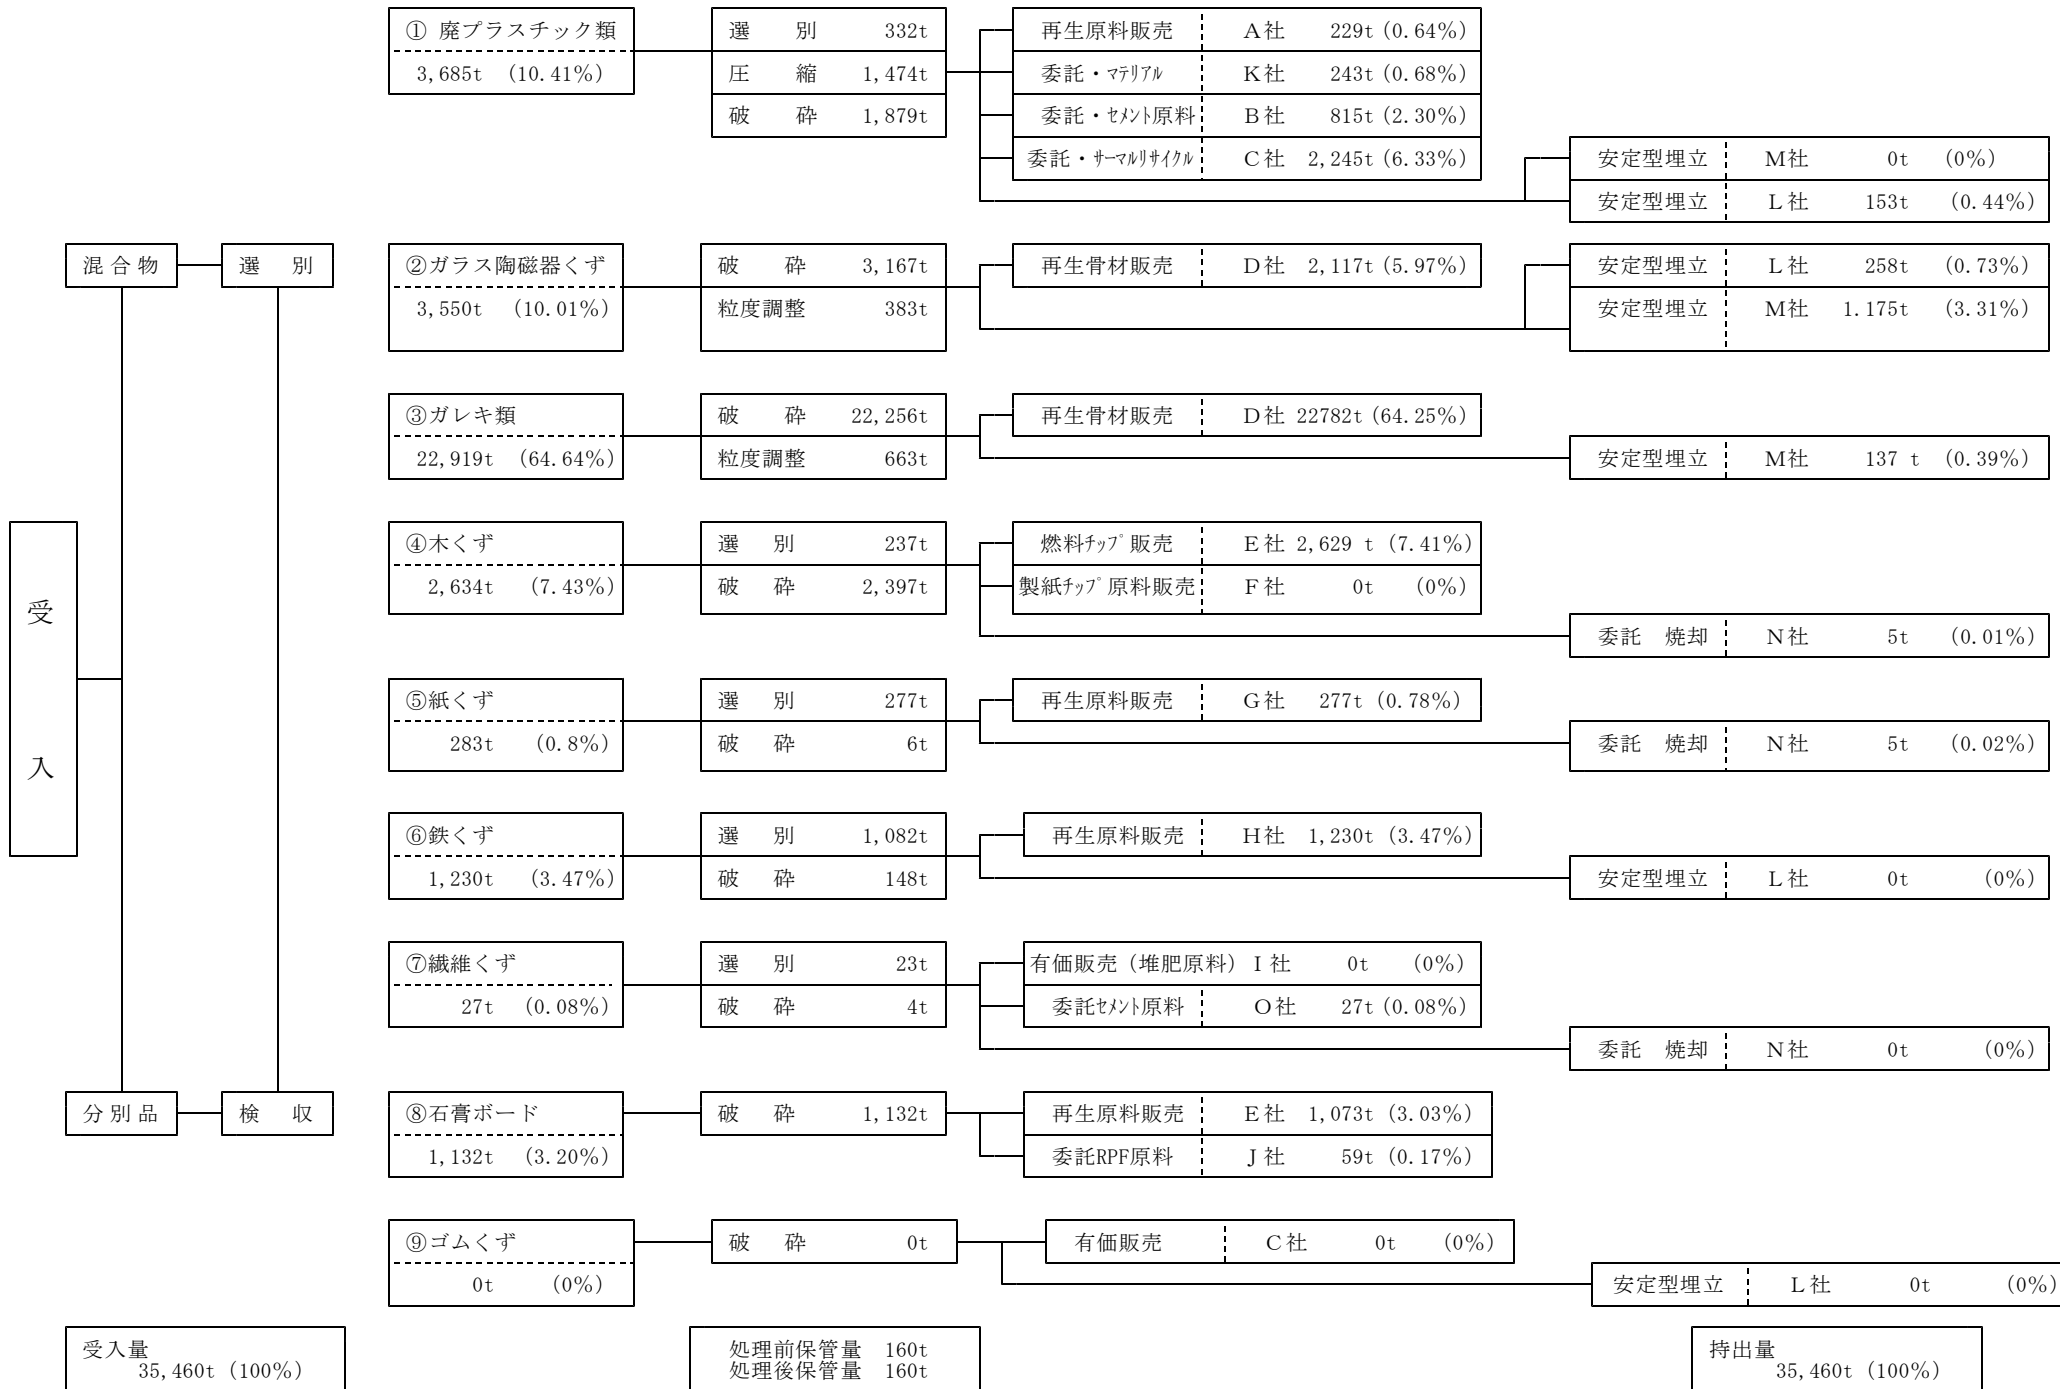 ① 廃プラスチック類
3,685t (10.41%)
選 別 332t
圧 縮 1,474t
破 砕 1,879t
再生原料販売 A社 229t (0.64%)
委託・マテリアル K社 243t (0.68%)
委託・セメント原料 B社 815t (2.30%)
委託・サーマルリサイクル C社 2,245t (6.33%)
安定型埋立 M社 0t (0%)
安定型埋立 L社 153t (0.44%)
混合物
選 別
②ガラス陶磁器くず
3,550t (10.01%)
破 砕 3,167t
粒度調整 383t
再生骨材販売 D社 2,117t (5.97%)
安定型埋立 L社 258t (0.73%)
安定型埋立 M社 1.175t (3.31%)
③ガレキ類
22,919t (64.64%)
破 砕 22,256t
粒度調整 663t
再生骨材販売 D社 22782t (64.25%)
安定型埋立 M社 137 t (0.39%)
受入
④木くず
2,634t (7.43%)
選 別 237t
破 砕 2,397t
燃料チップ販売 E社 2,629 t (7.41%)
製紙チップ原料販売 F社 0t (0%)
委託 焼却 N社 5t (0.01%)
⑤紙くず
283t (0.8%)
選 別 277t
破 砕 6t
再生原料販売 G社 277t (0.78%)
委託 焼却 N社 5t (0.02%)
⑥鉄くず
1,230t (3.47%)
選 別 1,082t
破 砕 148t
再生原料販売 H社 1,230t (3.47%)
安定型埋立 L社 0t (0%)
⑦繊維くず
27t (0.08%)
選 別 23t
破 砕 4t
有価販売（堆肥原料） I社 0t (0%)
委託セメント原料 O社 27t (0.08%)
委託 焼却 N社 0t (0%)
分別品
検 収
⑧石膏ボード
1,132t (3.20%)
破 砕 1,132t
再生原料販売 E社 1,073t (3.03%)
委託RPF原料 J社 59t (0.17%)
⑨ゴムくず
0t (0%)
破 砕 0t
有価販売 C社 0t (0%)
安定型埋立 L社 0t (0%)
受入量
35,460t (100%)
処理前保管量 160t
処理後保管量 160t
持出量
35,460t (100%)